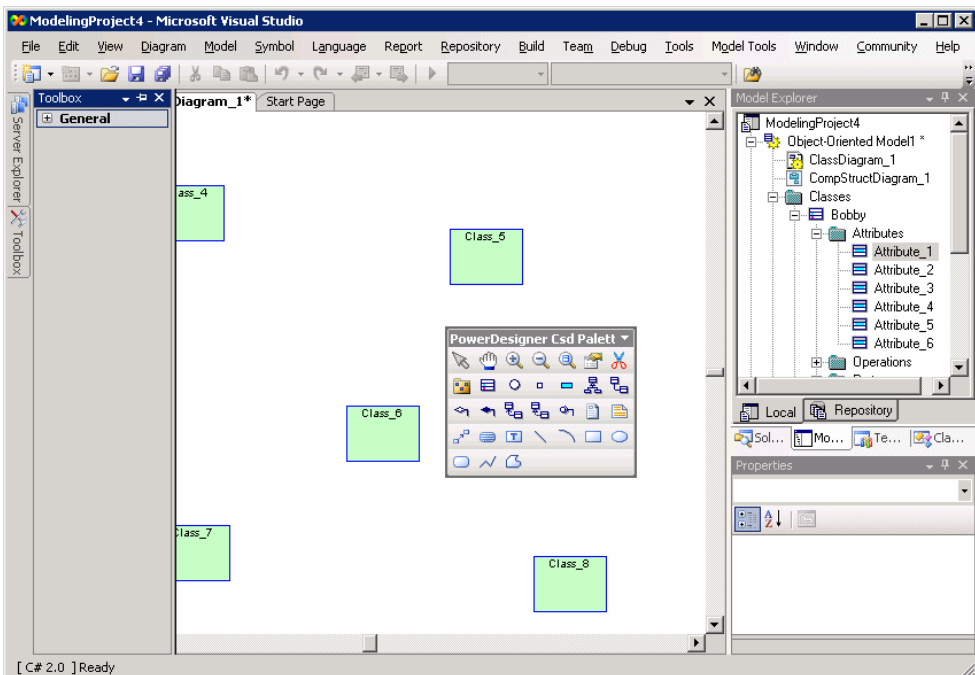 ModelingProject4 - Microsoft Visual Studio
File Edit View Diagram Model Symbol Language Report Repository Build Team Debug Tools Model Tools Window Community Help
Server Explorer
Toolbox
Toolbox
General
Diagram_1* Start Page
ass_4
Class_5
Class_6
Class_7
Class_8
PowerDesigner Csd Palett
Model Explorer
ModelingProject4
Object-Oriented Model1 *
ClassDiagram_1
CompStructDiagram_1
Classes
Bobby
Attributes
Attribute_1
Attribute_2
Attribute_3
Attribute_4
Attribute_5
Attribute_6
Operations
Local Repository
Sol... Mo... Te... Cla...
Properties
[ C# 2.0 ] Ready